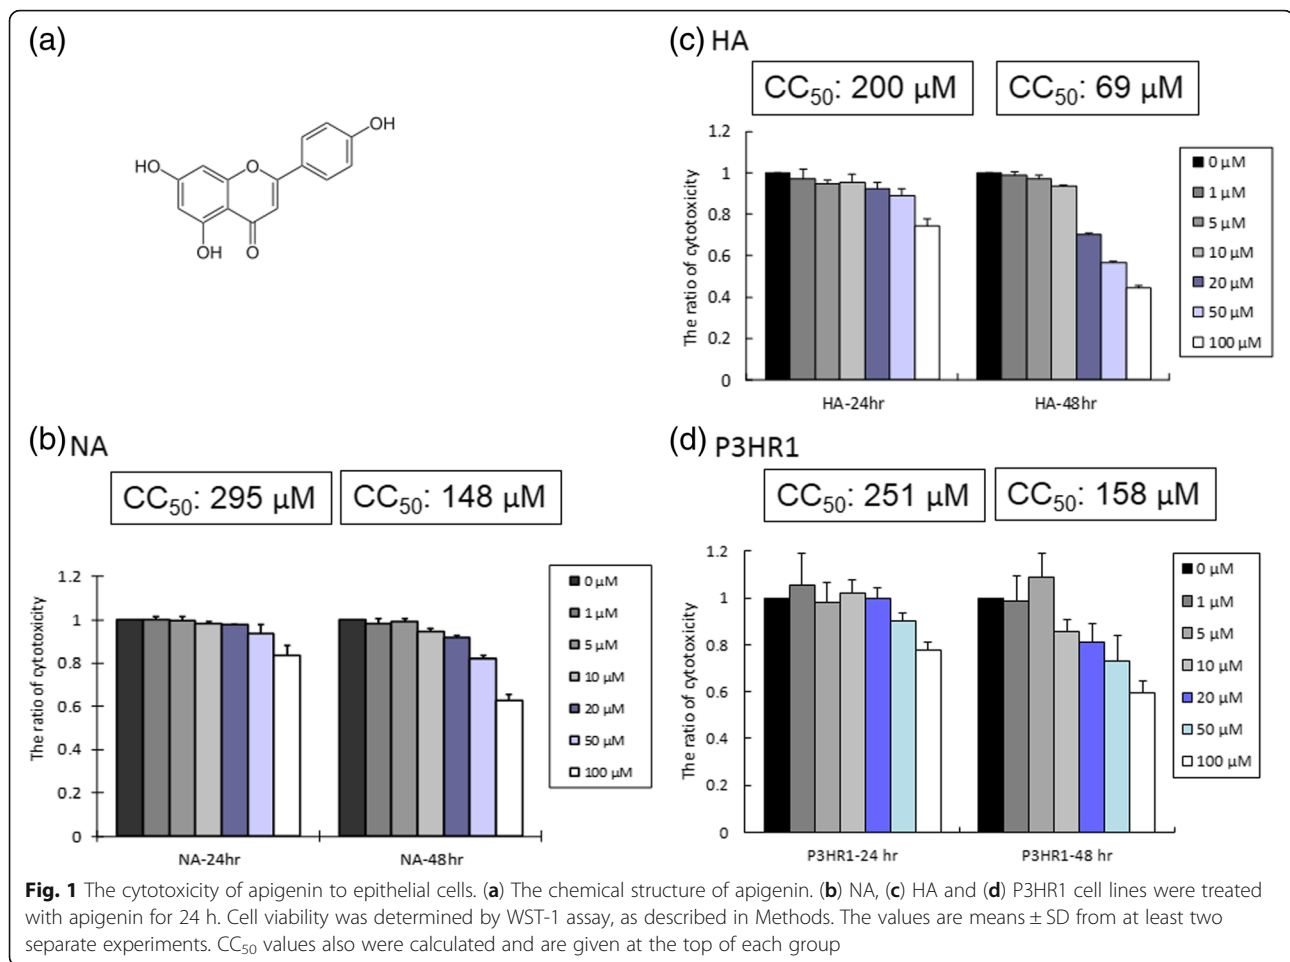 (a)
OH
HO
O
OH
O
(c) HA
CC50: 200 µM
CC50: 69 µM
The ratio of cytotoxicity
1.2
1
0.8
0.6
0.4
0.2
0
HA-24hr
HA-48hr
0 µM
1 µM
5 µM
10 µM
20 µM
50 µM
100 µM
(b) NA
CC50: 295 µM
CC50: 148 µM
The ratio of cytotoxicity
1.2
1
0.8
0.6
0.4
0.2
0
NA-24hr
NA-48hr
0 µM
1 µM
5 µM
10 µM
20 µM
50 µM
100 µM
(d) P3HR1
CC50: 251 µM
CC50: 158 µM
The ratio of cytotoxicity
1.2
1
0.8
0.6
0.4
0.2
0
P3HR1-24 hr
P3HR1-48 hr
0 µM
1 µM
5 µM
10 µM
20 µM
50 µM
100 µM
Fig. 1 The cytotoxicity of apigenin to epithelial cells. (a) The chemical structure of apigenin. (b) NA, (c) HA and (d) P3HR1 cell lines were treated
with apigenin for 24 h. Cell viability was determined by WST-1 assay, as described in Methods. The values are means ± SD from at least two
separate experiments. CC50 values also were calculated and are given at the top of each group